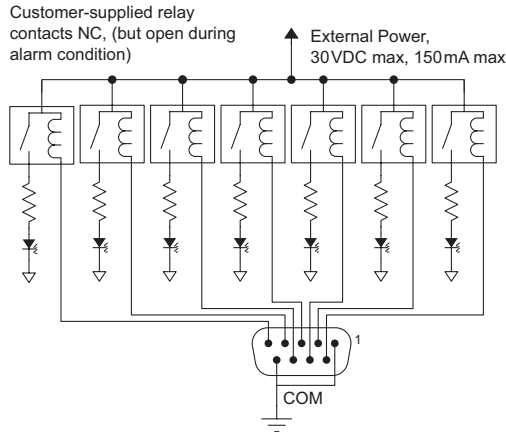 Customer-supplied relay
contacts NC, (but open during
alarm condition)
External Power,
30VDC max, 150mA max
1
COM